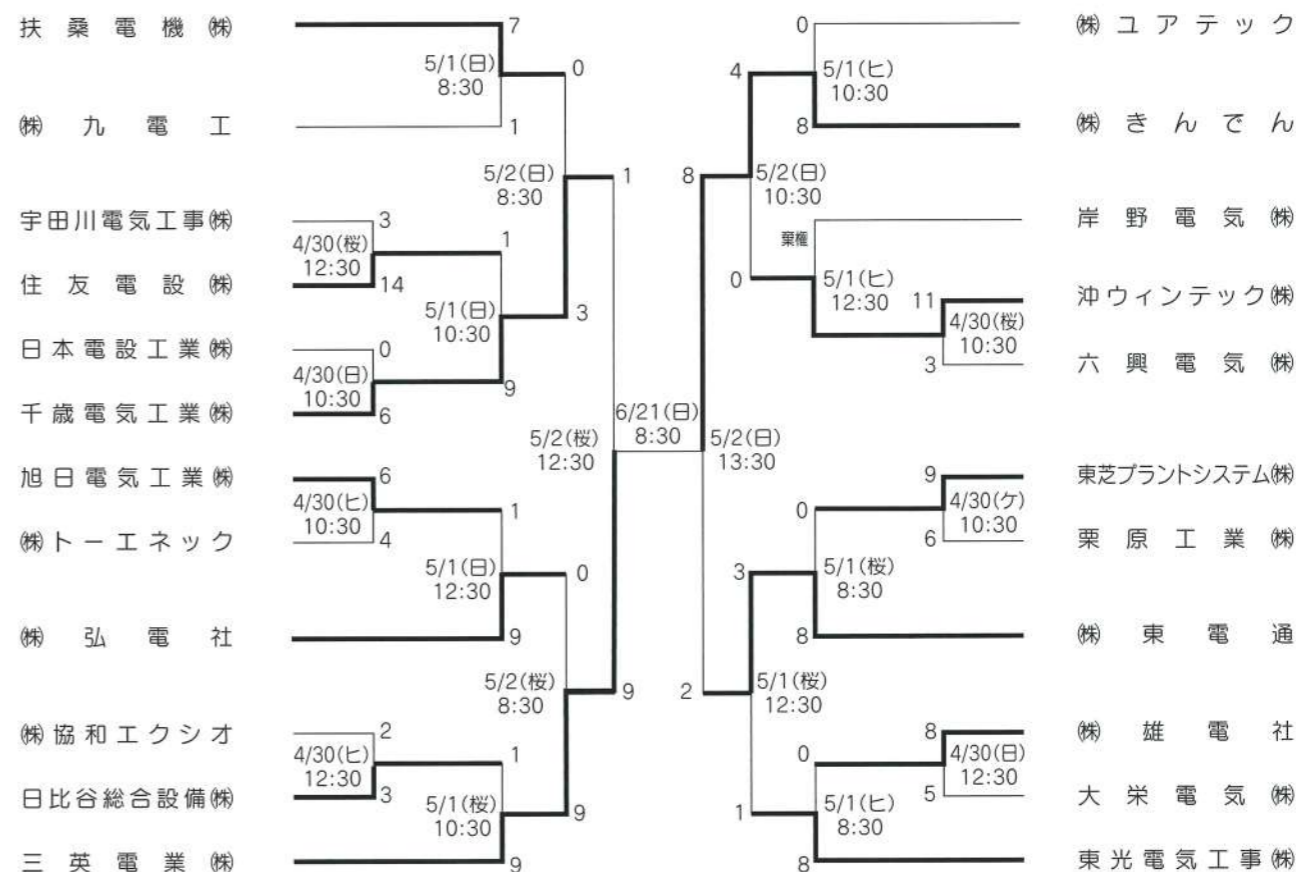 扶桑電機㈱
㈱九電工
宇田川電気工事㈱
住友電設㈱
日本電設工業㈱
千歳電気工業㈱
旭日電気工業㈱
㈱トーエネック
㈱弘電社
㈱協和エクシオ
日比谷総合設備㈱
三英電業㈱
7
5/1(日)
8:30
1
0
3
4/30(桜)
12:30
14
1
5/1(日)
10:30
0
4/30(日)
10:30
6
9
5/2(日)
8:30
3
1
6
4/30(ヒ)
10:30
4
1
5/1(日)
12:30
9
0
5/2(桜)
8:30
2
4/30(ヒ)
12:30
3
1
5/1(桜)
10:30
9
9
9
5/2(桜)
12:30
6/21(日)
8:30
5/2(日)
13:30
8
2
4
5/2(日)
10:30
0
0
5/1(ヒ)
10:30
8
棄権
5/1(ヒ)
12:30
11
4/30(桜)
10:30
3
3
5/1(桜)
12:30
1
0
5/1(桜)
8:30
8
9
4/30(ケ)
10:30
6
0
5/1(ヒ)
8:30
8
8
4/30(日)
12:30
5
㈱ユアテック
㈱きんでん
岸野電気㈱
沖ウィンテック㈱
六興電気㈱
東芝プラントシステム㈱
栗原工業㈱
㈱東電通
㈱雄電社
大栄電気㈱
東光電気工事㈱